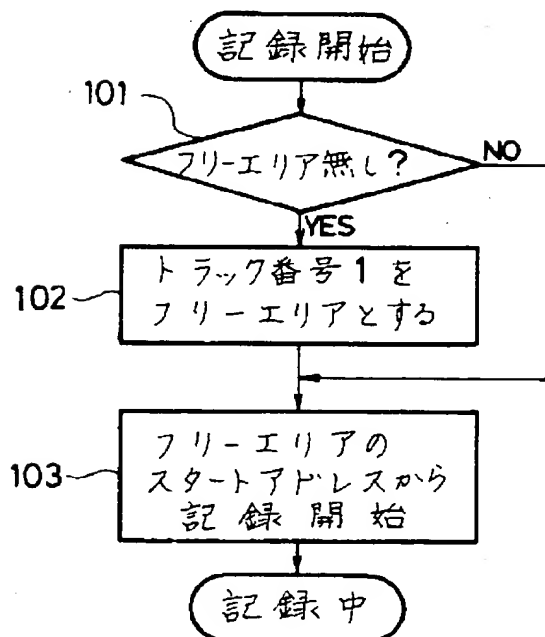 記録開始
101
フリーエリア無し?
NO
YES
102
トラック番号1を
フリーエリアとする
103
フリーエリアの
スタートアドレスから
記録開始
記録中